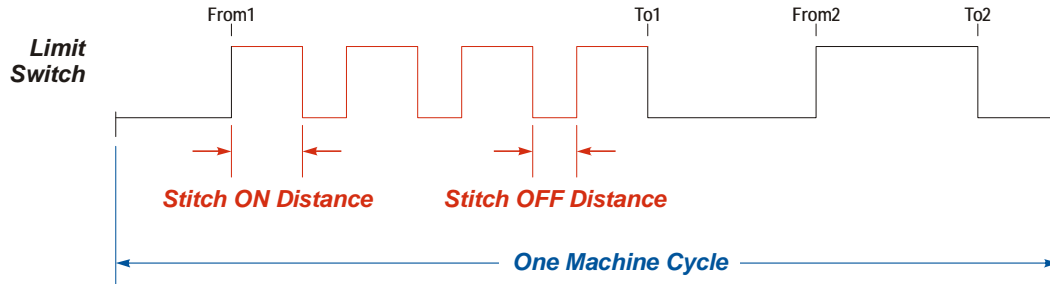 From1 To1 From2 To2
Limit
Switch
Stitch ON Distance Stitch OFF Distance
One Machine Cycle